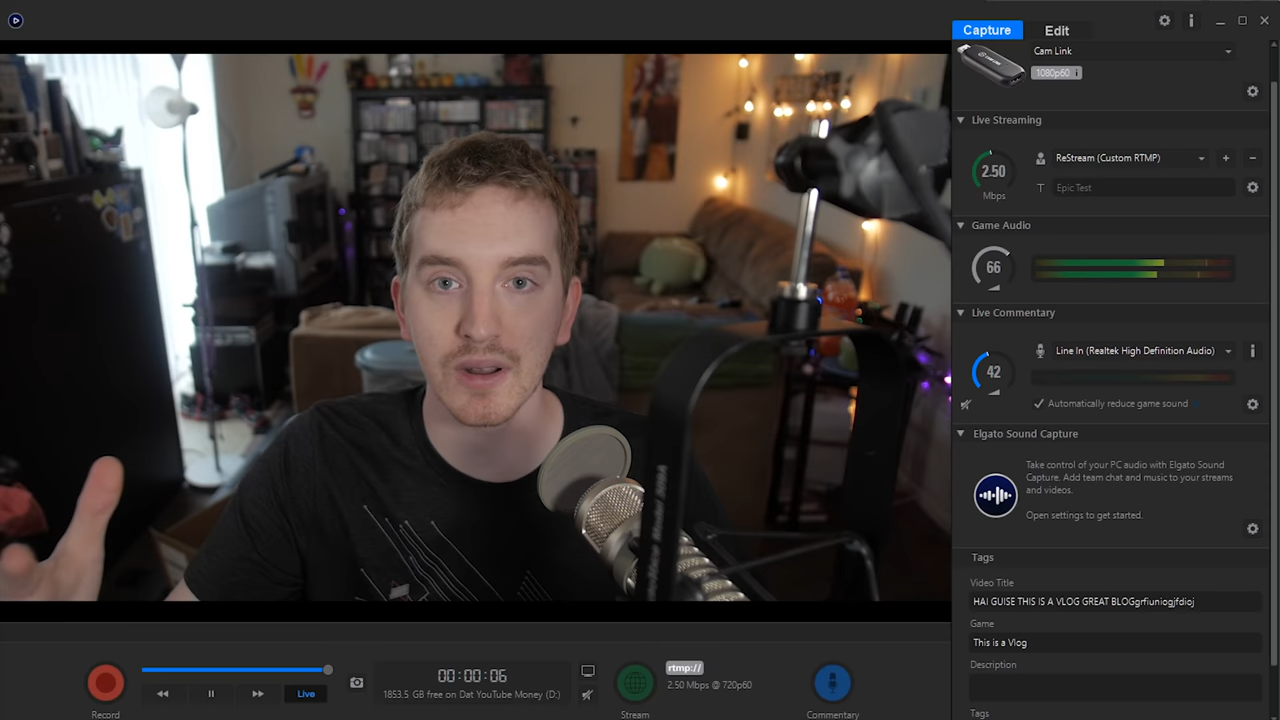 Capture
Edit
Cam Link
1080p60
Live Streaming
2.50
Mbps
ReStream (Custom RTMP)
Epic Test
Game Audio
66
Live Commentary
42
Line In (Realtek High Definition Audio)
Automatically reduce game sound
Elgato Sound Capture
Take control of your PC audio with Elgato Sound
Capture. Add team chat and music to your streams
and videos.
Open settings to get started.
Tags
Video Title
HAI GUISE THIS IS A VLOG GREAT BLOGgrfiuniogjfdioj
Game
This is a Vlog
Description
Tags
Record
Live
00:00:06
1853.5 GB free on Dat YouTube Money (D:)
Stream
rtmp://
2.50 Mbps @ 720p60
Commentary